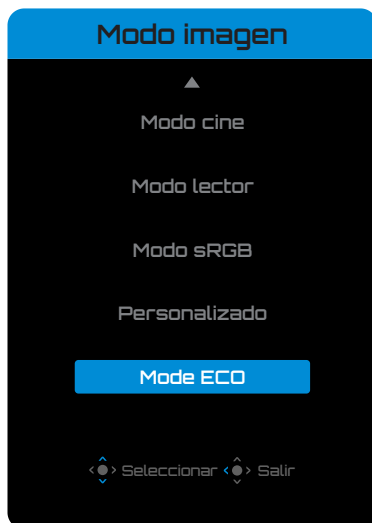 Modo imagen
Modo cine
Modo lector
Modo sRGB
Personalizado
Mode ECO
Seleccionar Salir